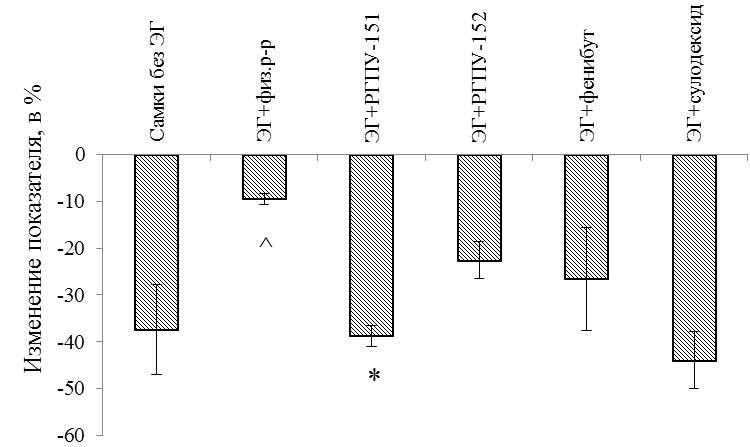 Самки без ЭГ
ЭГ+физ.р-р
ЭГ+РГПУ-151
ЭГ+РГПУ-152
ЭГ+фенибут
ЭГ+сулодексид
Изменение показателя, в %
0
-10
-20
-30
-40
-50
-60
^
*